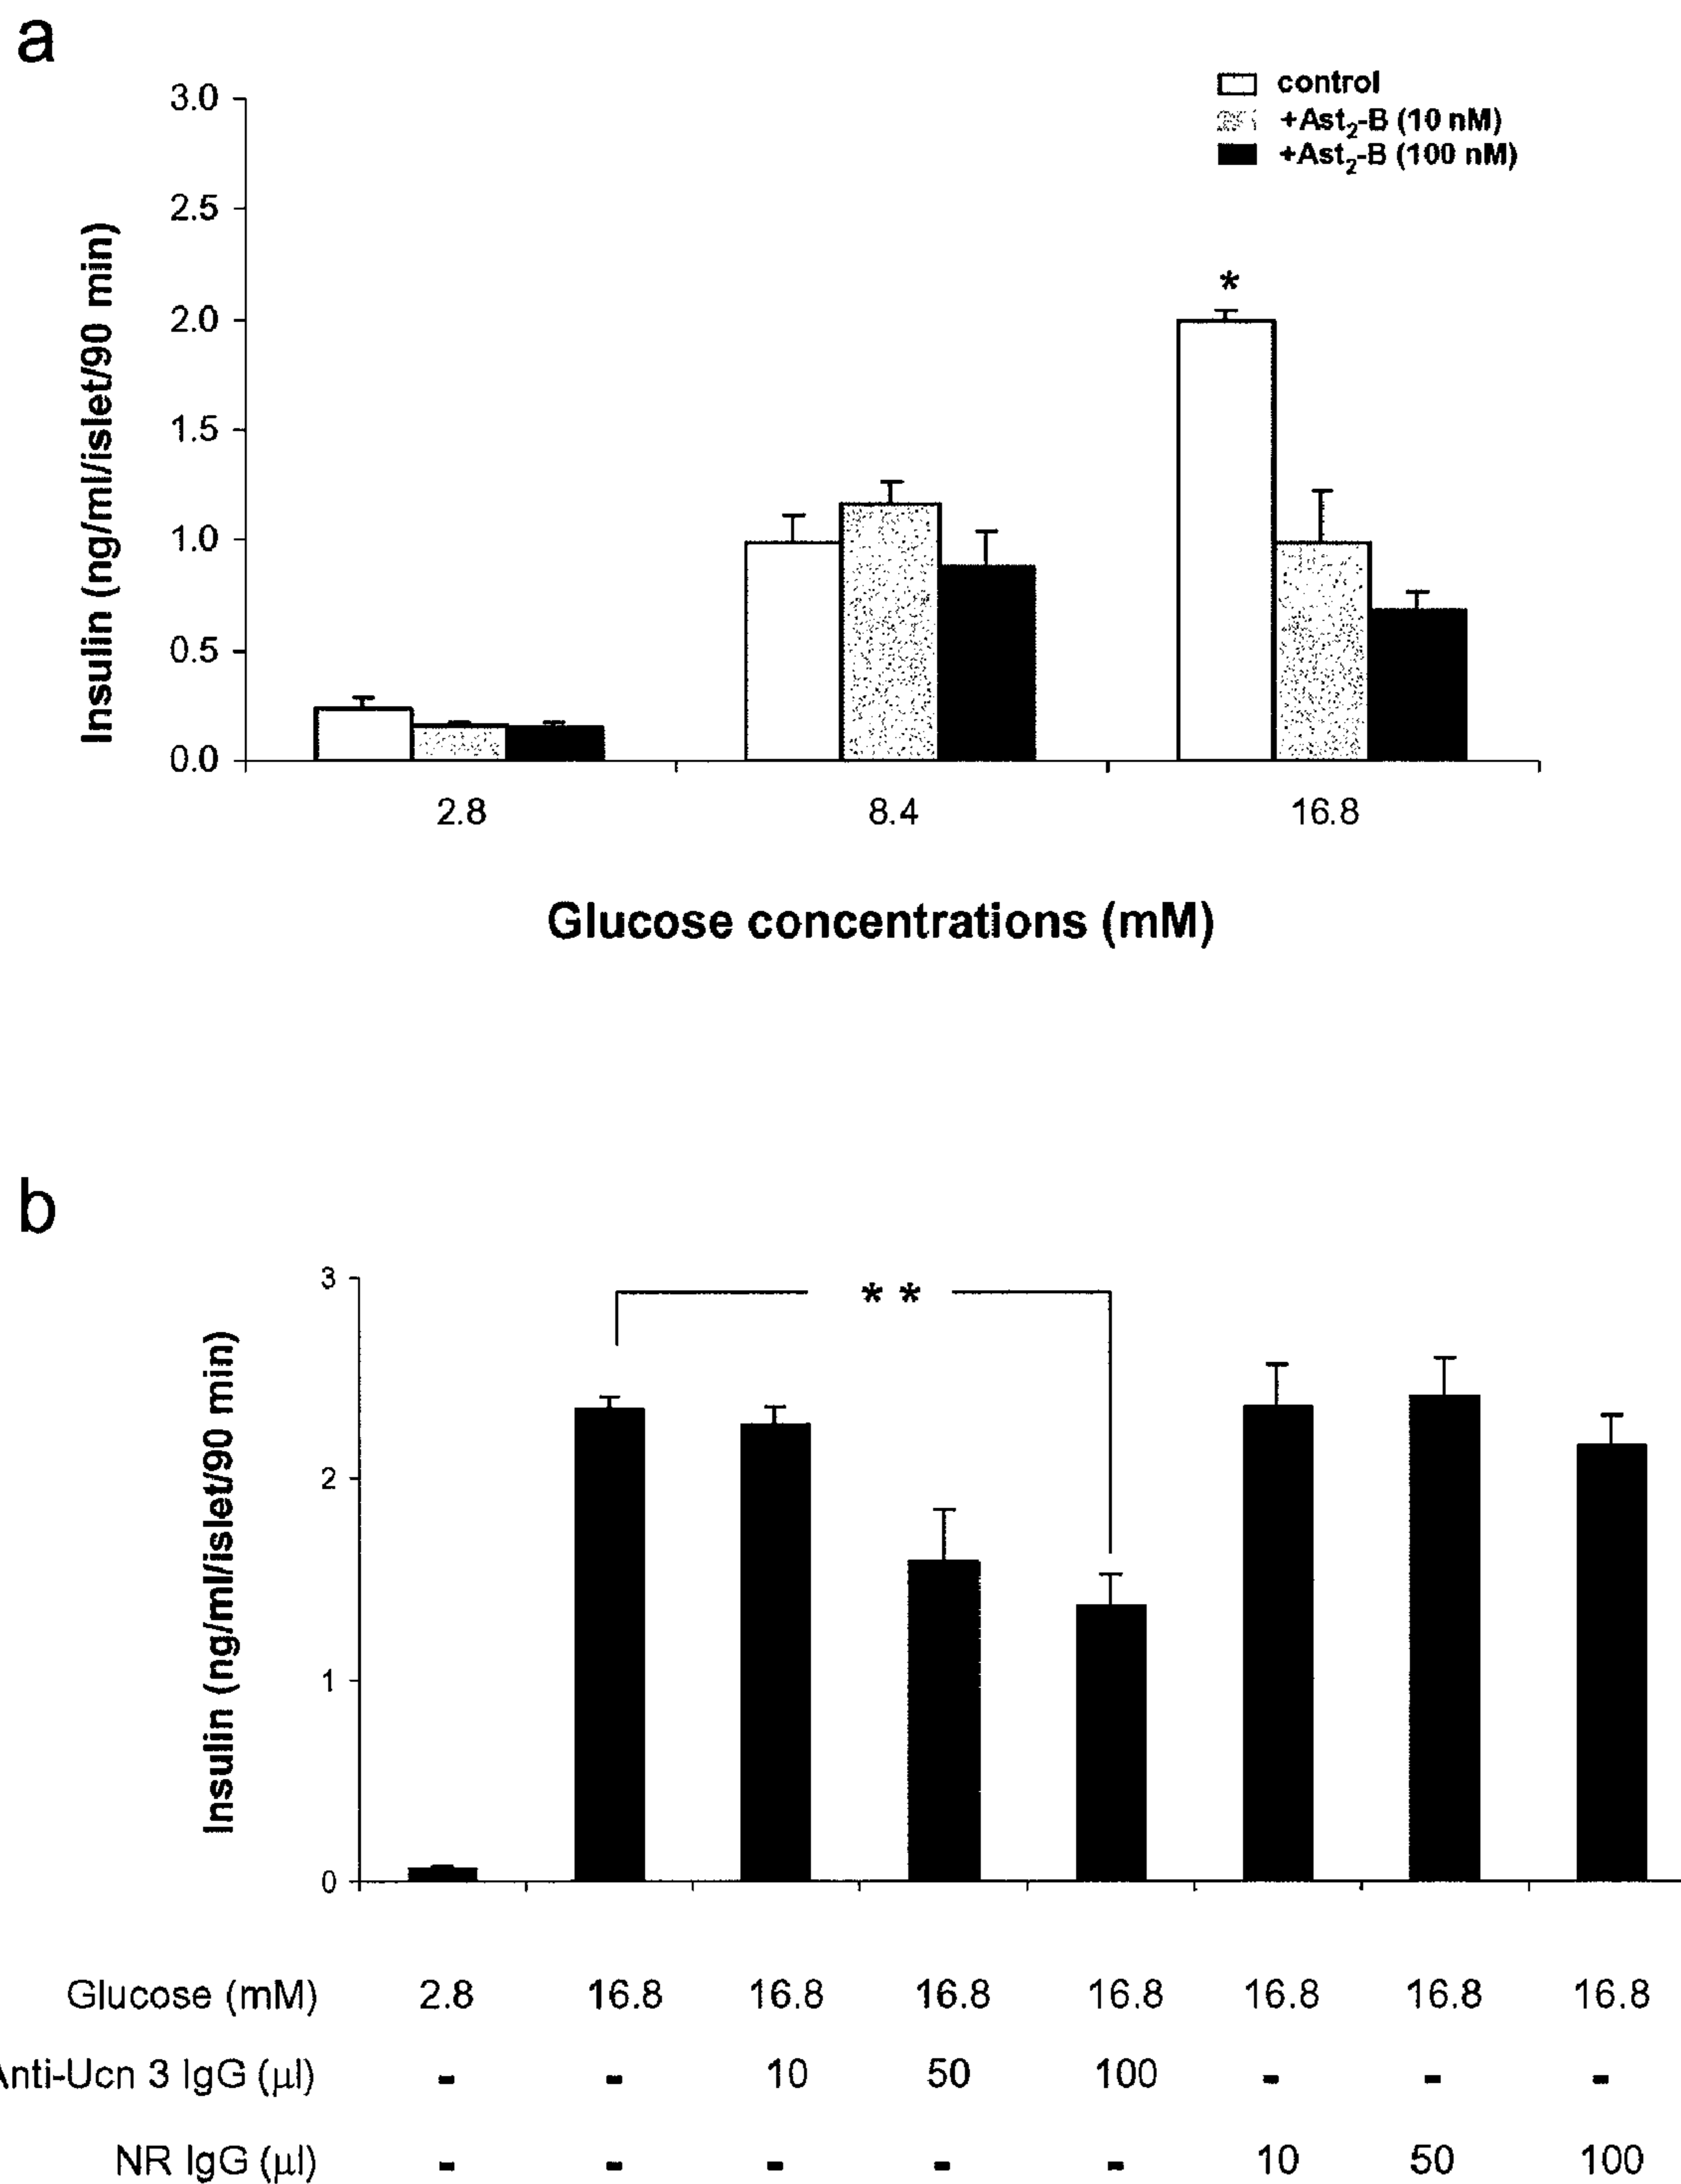 a
control
+Ast2-B (10 nM)
+Ast2-B (100 nM)
3.0
2.5
2.0
1.5
1.0
0.5
0.0
*
Insulin (ng/ml/islet/90 min)
2.8 8.4 16.8
Glucose concentrations (mM)
b
3
2
1
0
* *
Insulin (ng/ml/islet/90 min)
Glucose (mM) 2.8 16.8 16.8 16.8 16.8 16.8 16.8 16.8
Anti-Ucn 3 IgG (μl) - - 10 50 100 - - -
NR IgG (μl) - - - - - 10 50 100